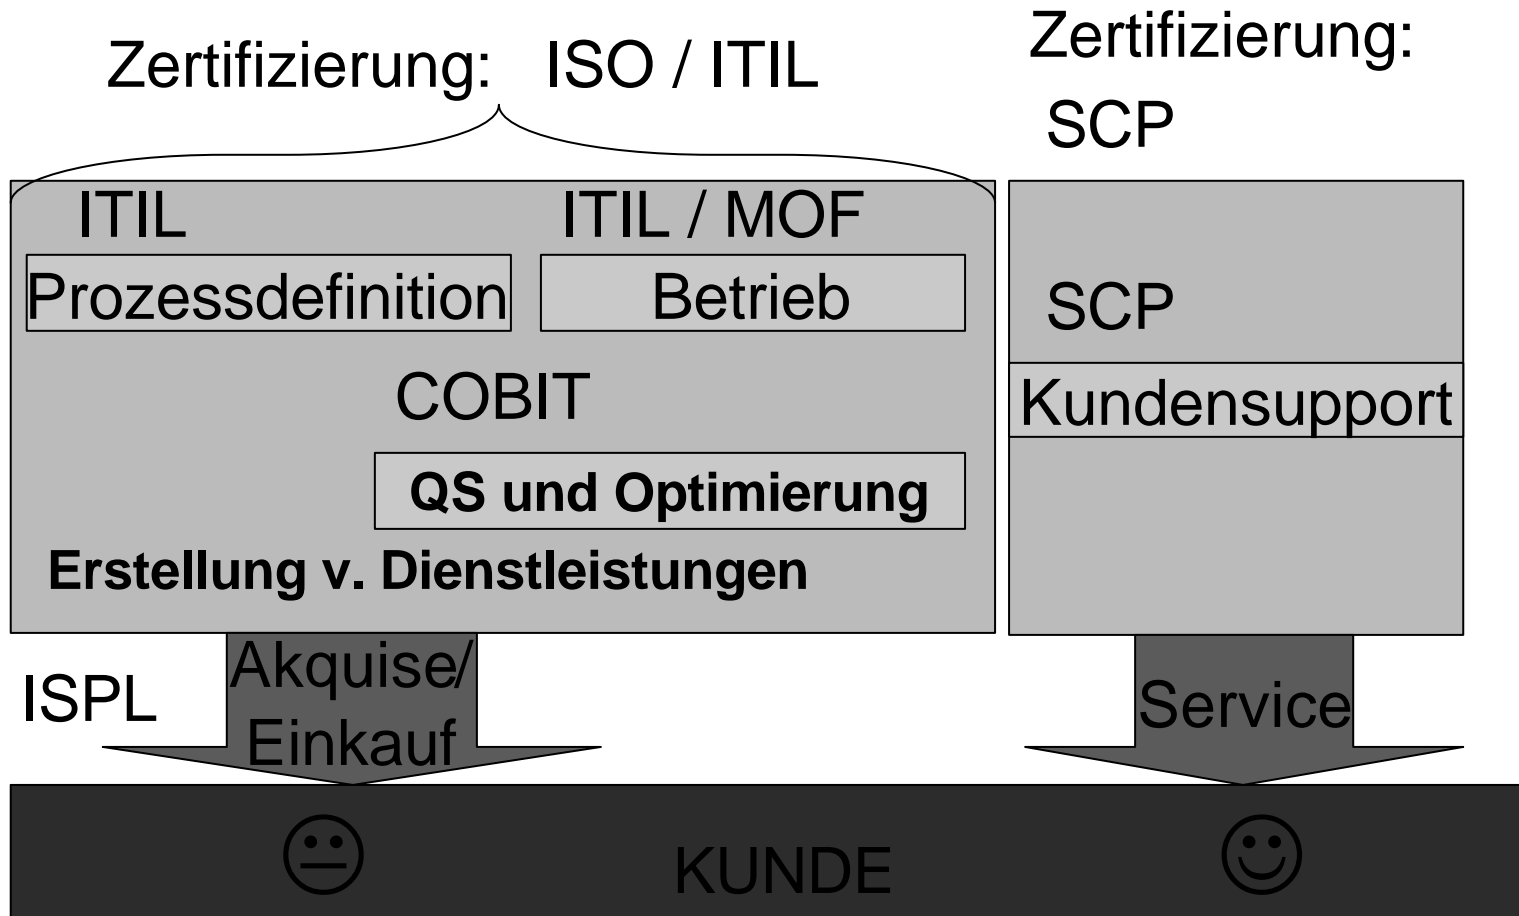 Zertifizierung: ISO / ITIL
Zertifizierung:
SCP
ITIL
ITIL / MOF
Prozessdefinition
Betrieb
COBIT
QS und Optimierung
Erstellung v. Dienstleistungen
SCP
Kundensupport
ISPL
Akquise/
Einkauf
Service
KUNDE